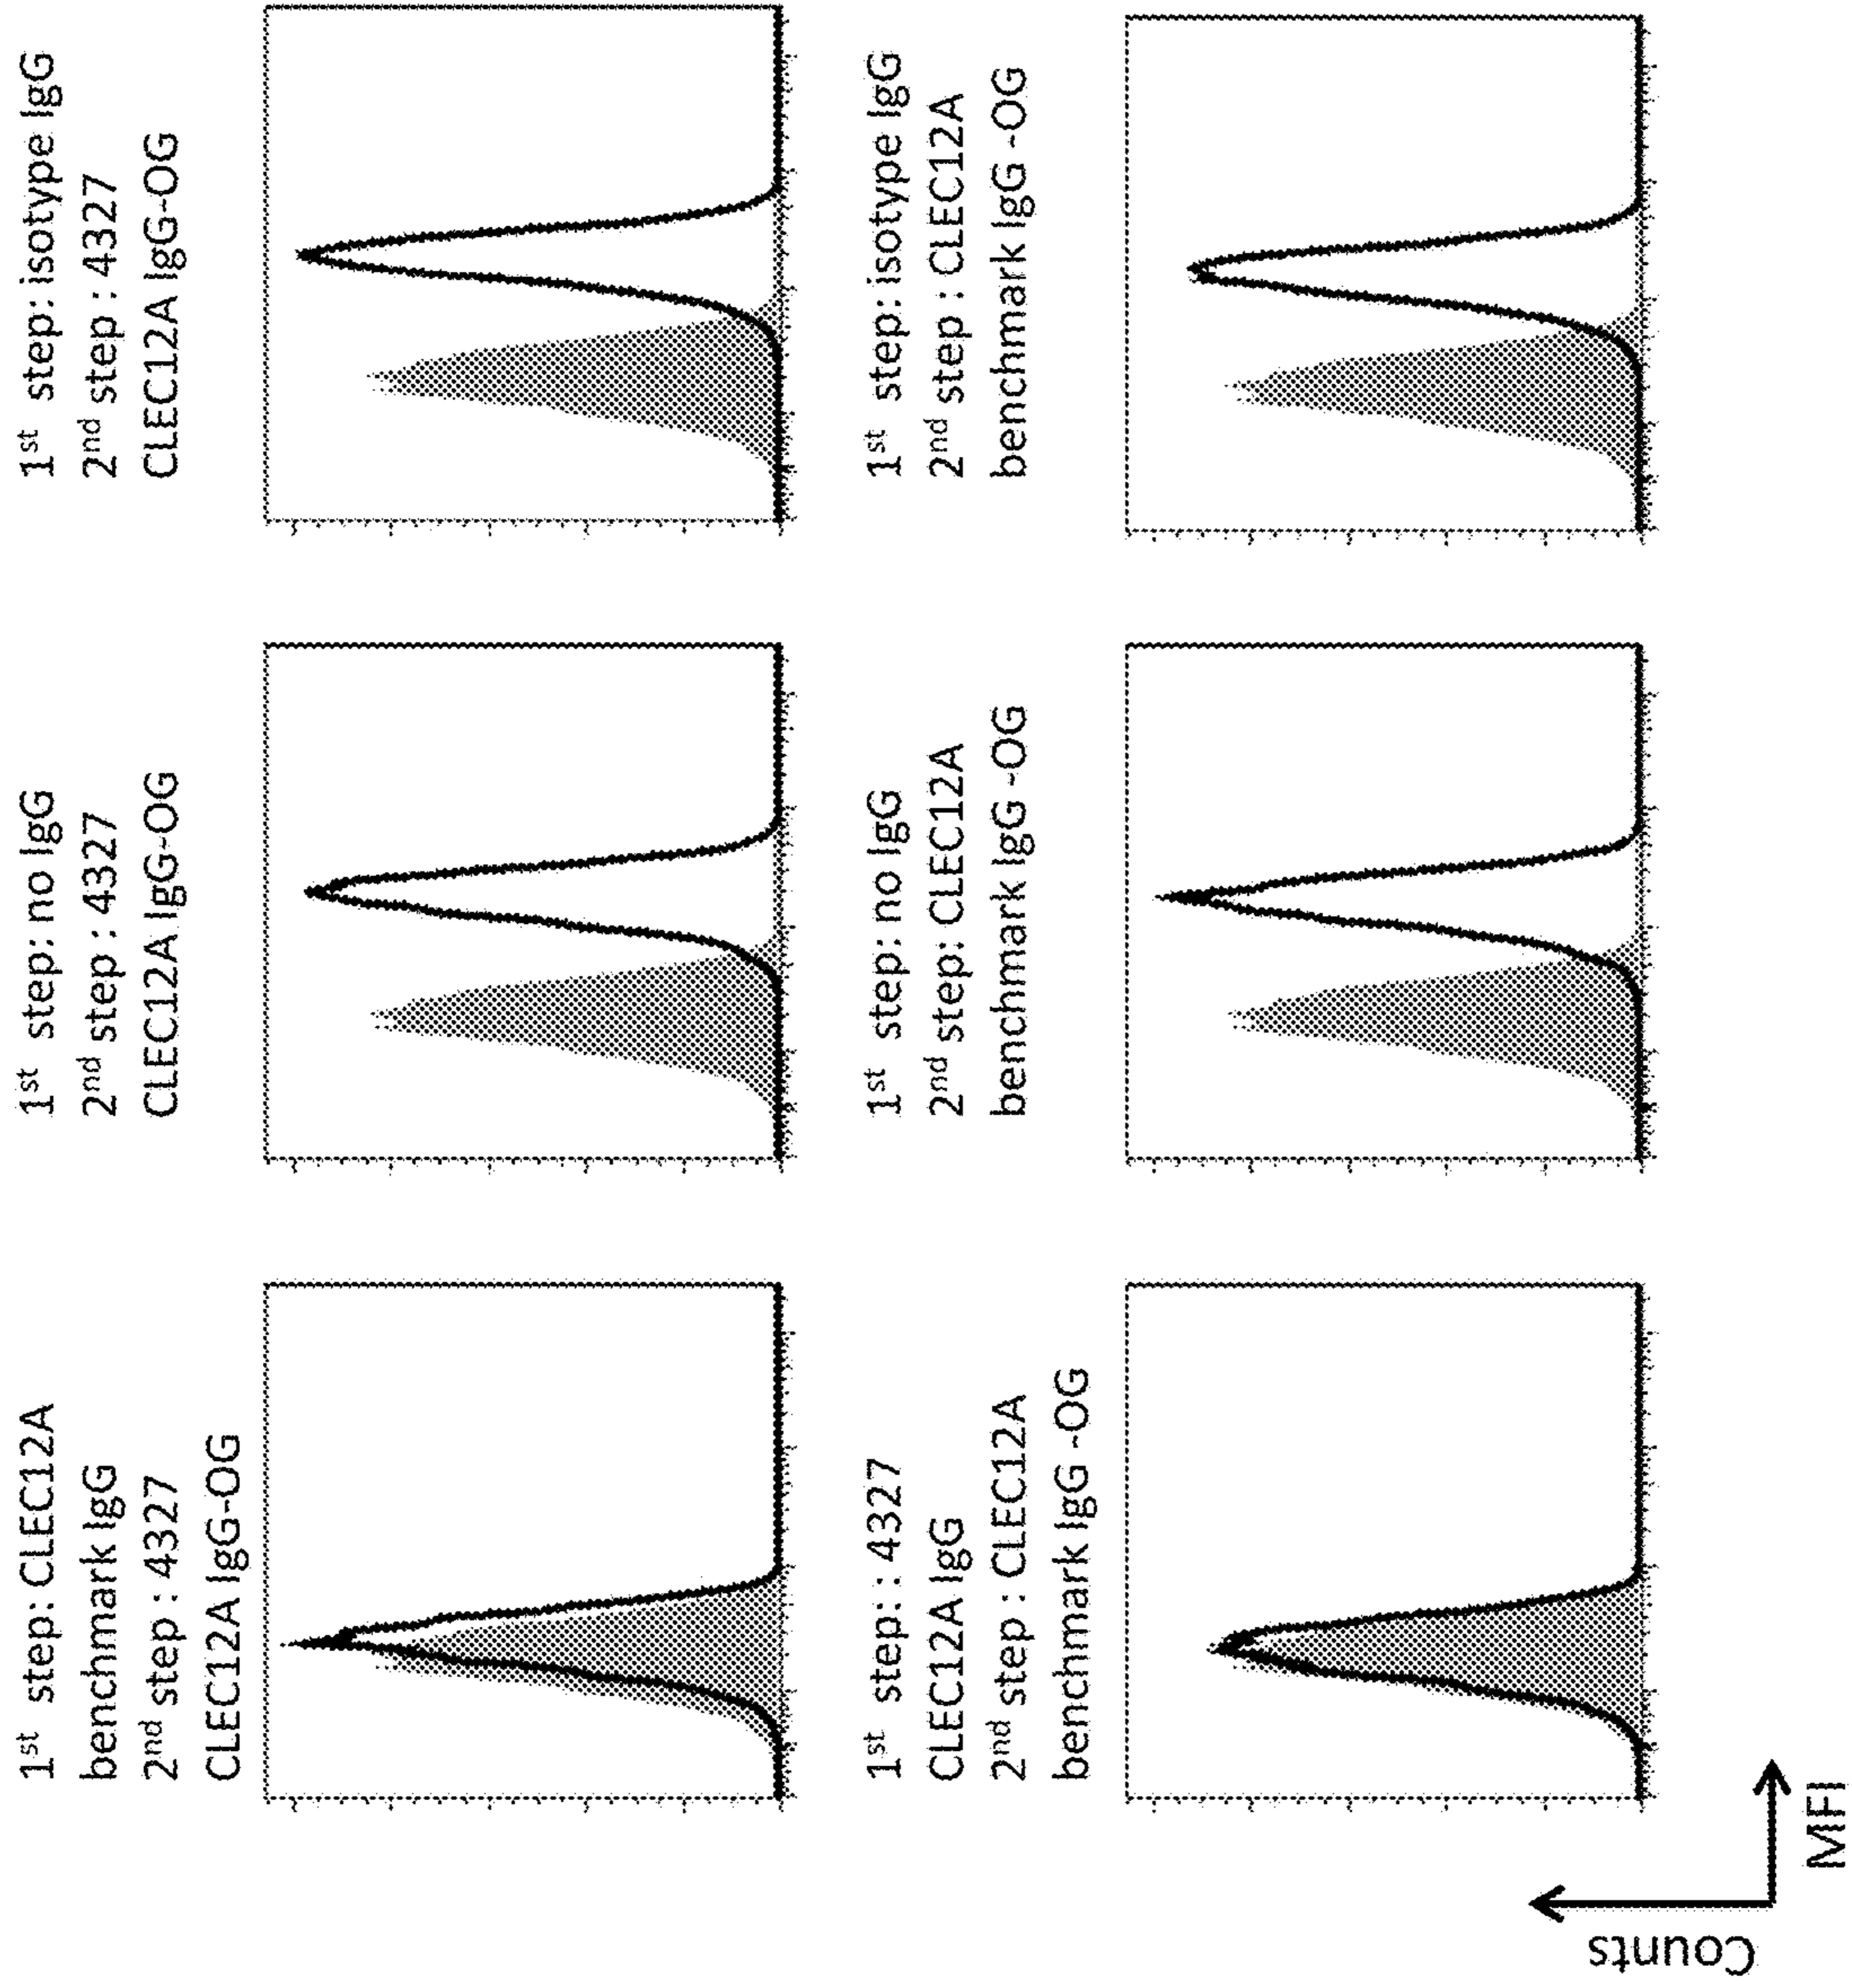 1st step: CLEC12A
benchmark IgG
2nd step : 4327
CLEC12A IgG-OG
1st step: no IgG
2nd step : 4327
CLEC12A IgG-OG
1st step: isotype IgG
2nd step : 4327
CLEC12A IgG-OG
1st step: : 4327
CLEC12A IgG
2nd step : CLEC12A
benchmark IgG -OG
1st step: no IgG
2nd step: CLEC12A
benchmark IgG -OG
1st step: isotype IgG
2nd step : CLEC12A
benchmark IgG -OG
Counts
MFI